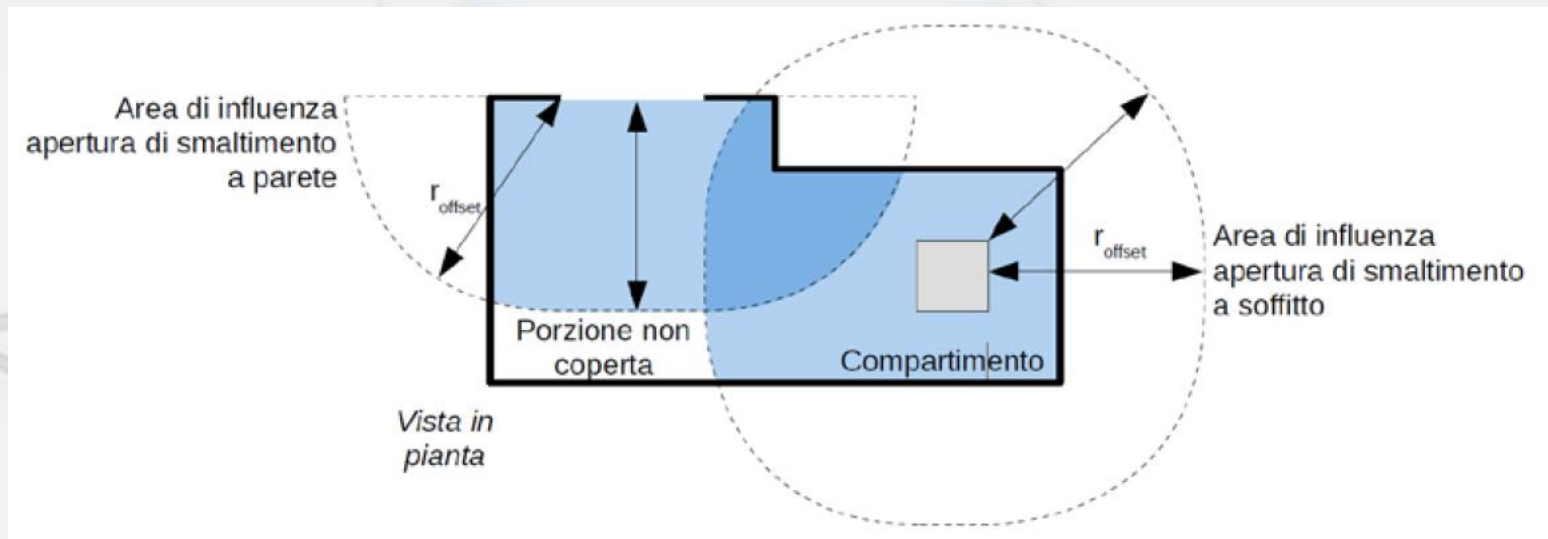 Area di influenza
apertura di smaltimento
a parete
r offset
Porzione non
coperta
Compartimento
r offset
Area di influenza
apertura di smaltimento
a soffitto
Vista in
pianta